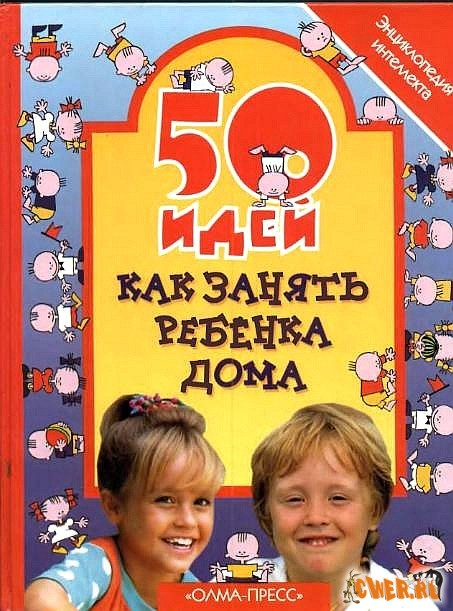 Энциклопедия
интеллекта
50
ИДЕЙ
КАК ЗАНЯТЬ
РЕБЕНКА
ДОМА
«ОЛМА-ПРЕСС»
CWER.RU